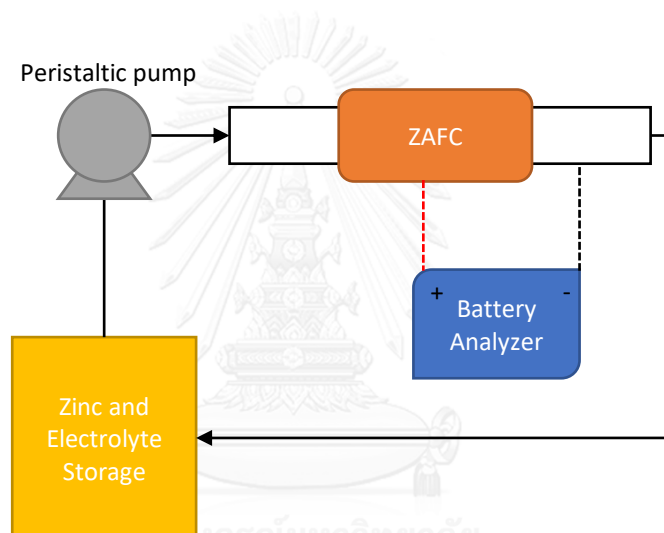 Peristaltic pump
ZAFC
+ -
Battery
Analyzer
Zinc and
Electrolyte
Storage